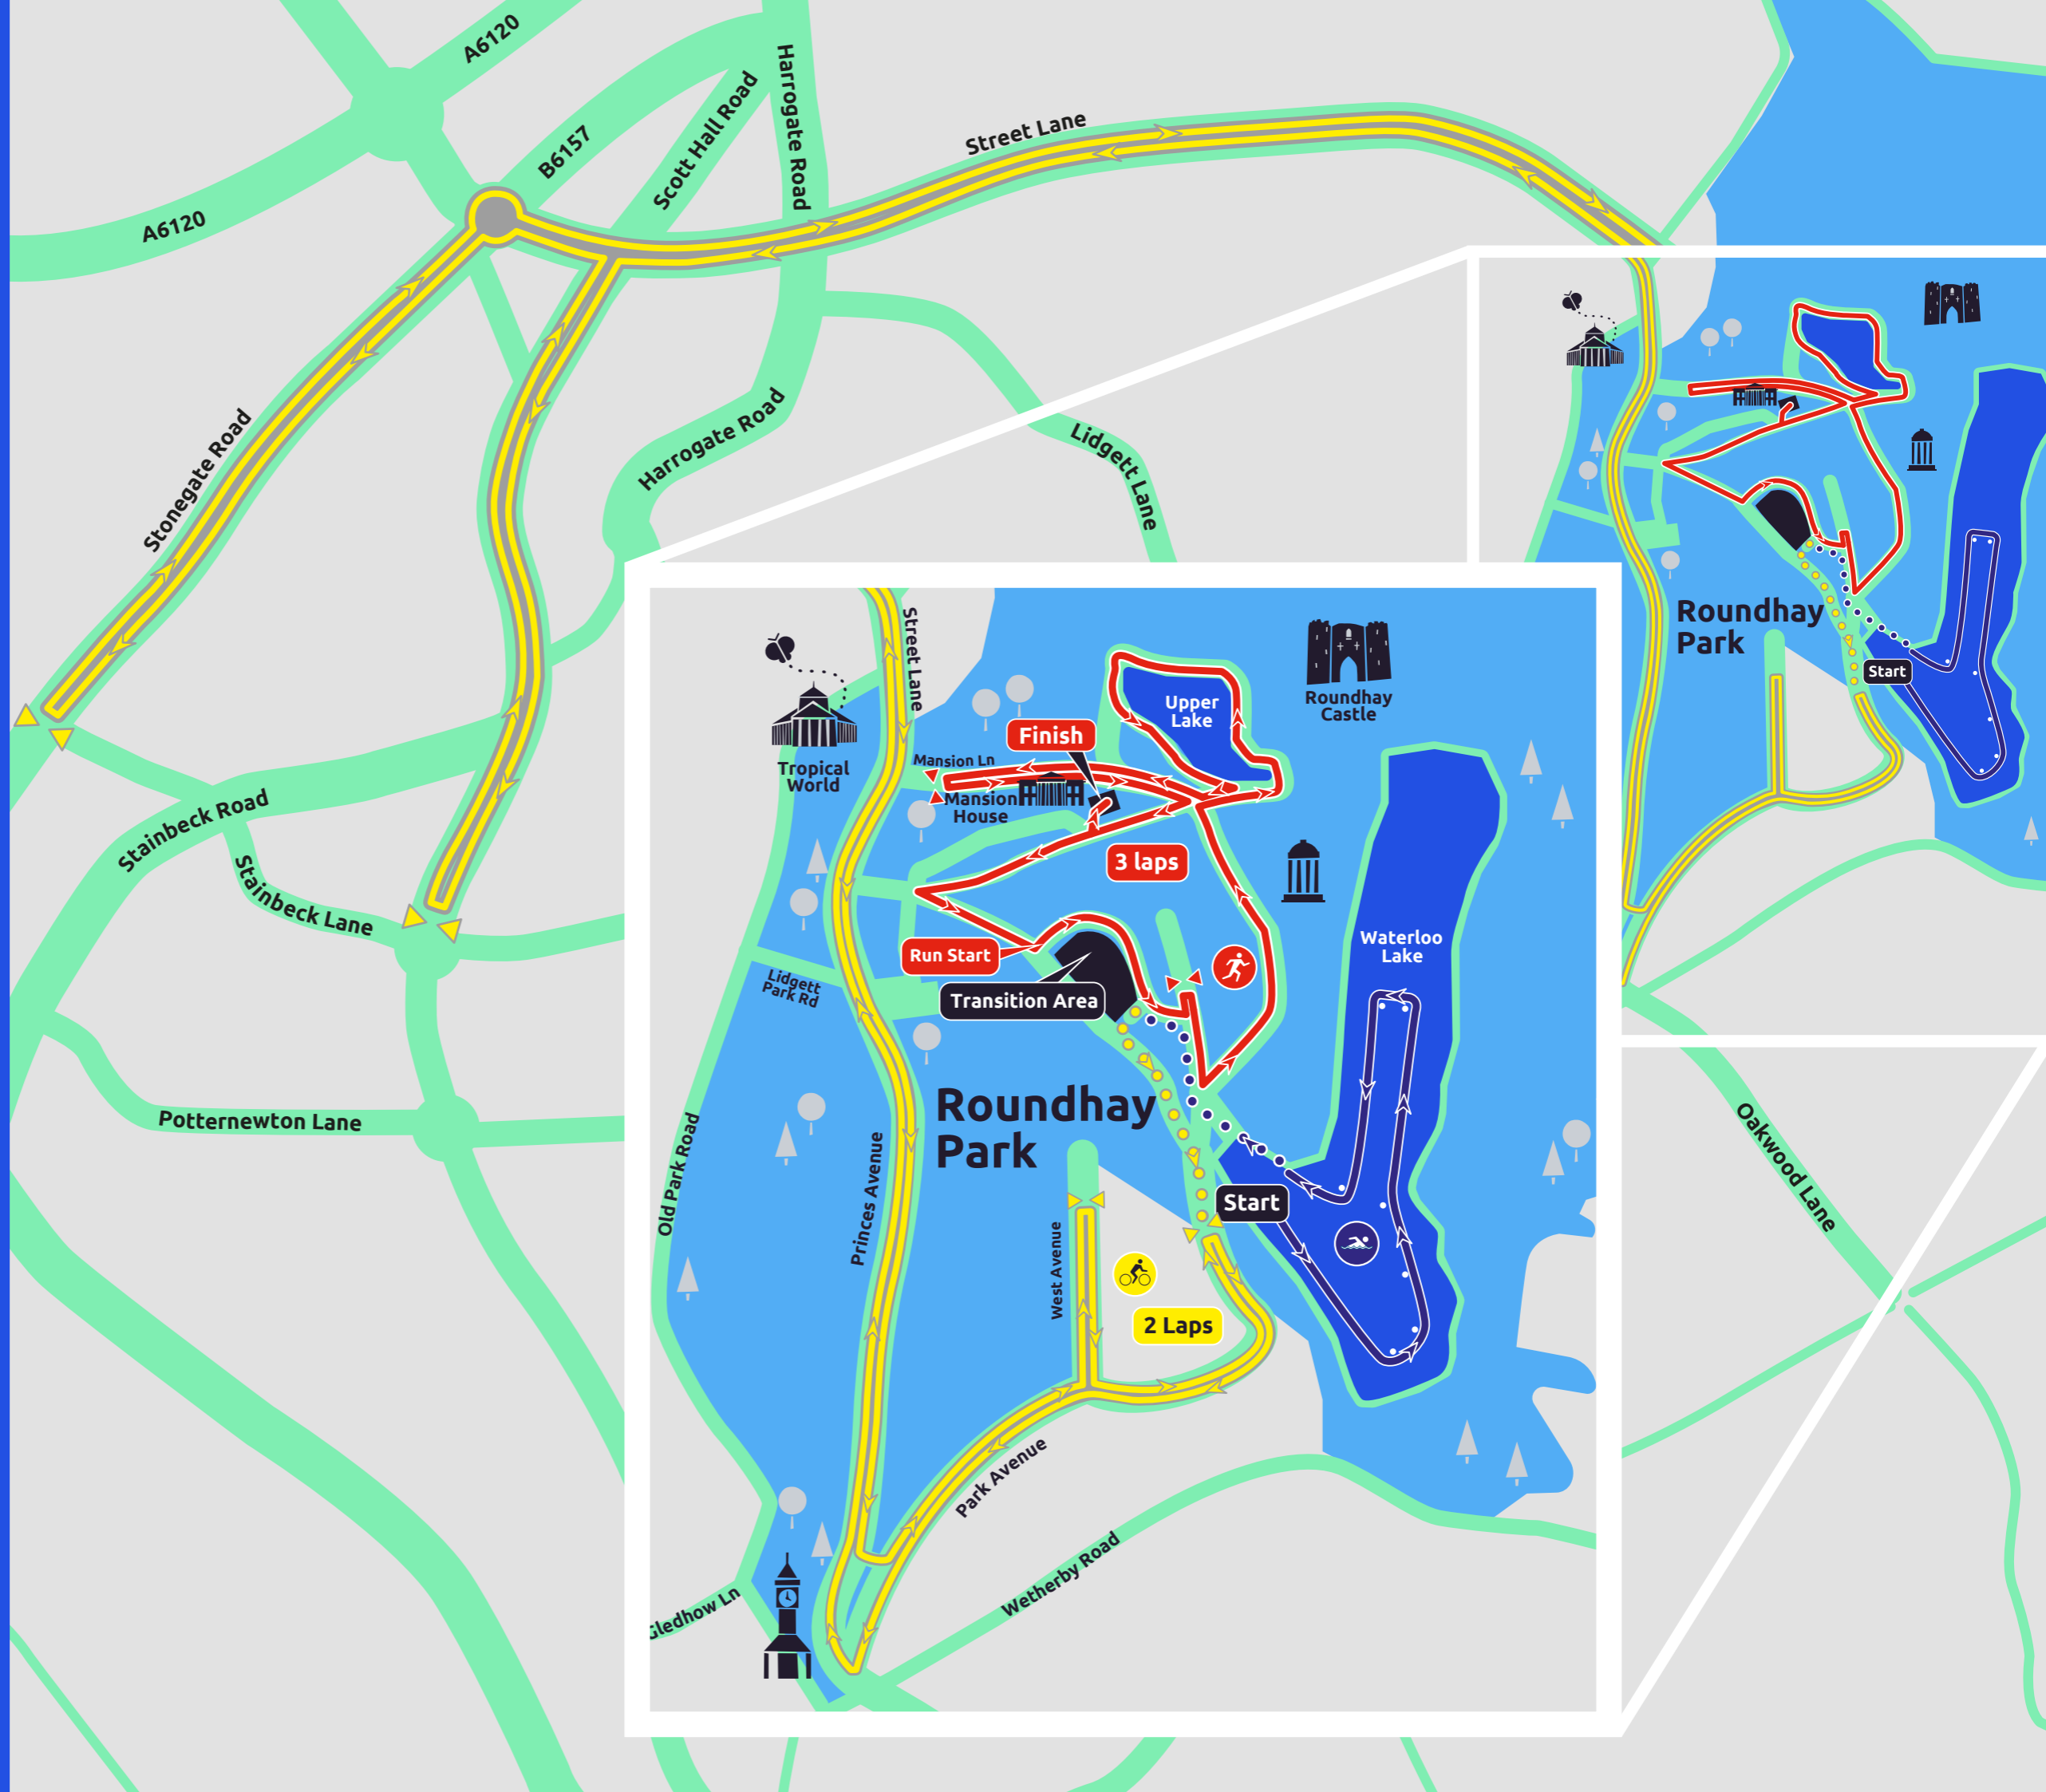 A6120
A6120
B6157
Scott Hall Road
Harrogate Road
Street Lane
Stonegate Road
Harrogate Road
Lidgett Lane
Stainbeck Road
Stainbeck Lane
Potternewton Lane
Oakwood Lane
Roundhay
Park
Start
Street Lane
Tropical
World
Finish
Upper
Lake
Roundhay
Castle
Mansion Ln
Mansion
House
3 laps
Run Start
Transition Area
Waterloo
Lake
Lidgett
Park Rd
Roundhay
Park
Old Park Road
Princes Avenue
West Avenue
Start
2 Laps
Park Avenue
Wetherby Road
Gledhow Ln